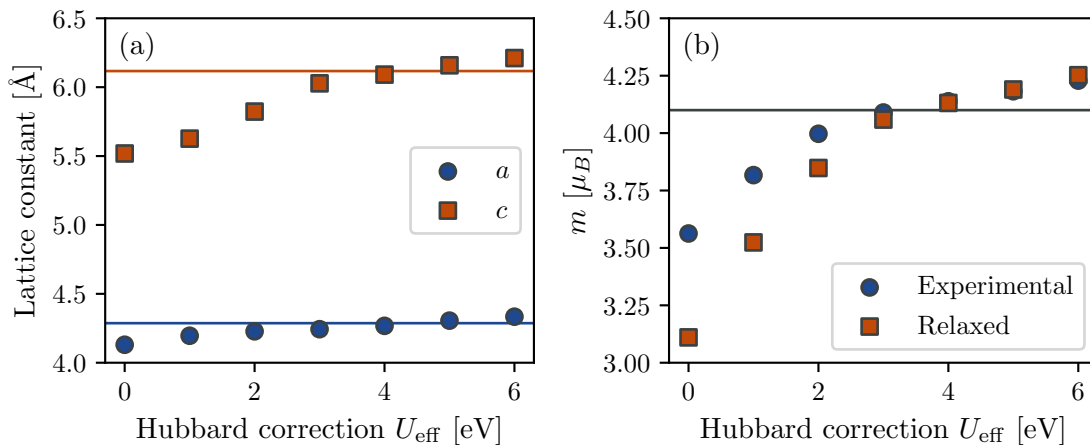 (a)
Lattice constant [Å]
6.5
6.0
5.5
5.0
4.5
4.0
a
c
0
2
4
6
Hubbard correction U_eff [eV]
(b)
m [μ_B]
4.50
4.25
4.00
3.75
3.50
3.25
3.00
Experimental
Relaxed
0
2
4
6
Hubbard correction U_eff [eV]